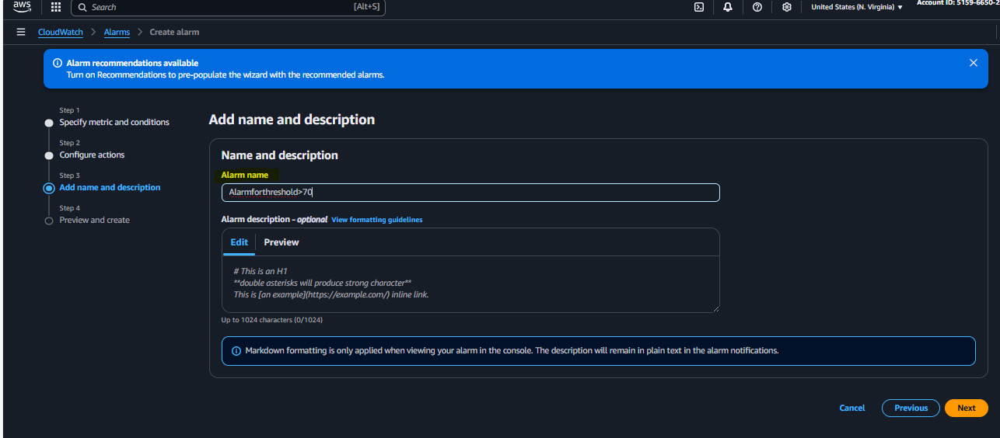 aws
Search
[Alt+S]
United States (N. Virginia)
Account ID: 5159-6650-2
CloudWatch
Alarms
Create alarm
Alarm recommendations available
Turn on Recommendations to pre-populate the wizard with the recommended alarms.
Step 1
Specify metric and conditions
Step 2
Configure actions
Step 3
Add name and description
Step 4
Preview and create
Add name and description
Name and description
Alarm name
Alarmforthreshold>70
Alarm description - optional View formatting guidelines
Edit
Preview
# This is an H1
**double asterisks will produce strong character**
This is [an example](https://example.com/) inline link.
Up to 1024 characters (0/1024)
Markdown formatting is only applied when viewing your alarm in the console. The description will remain in plain text in the alarm notifications.
Cancel
Previous
Next